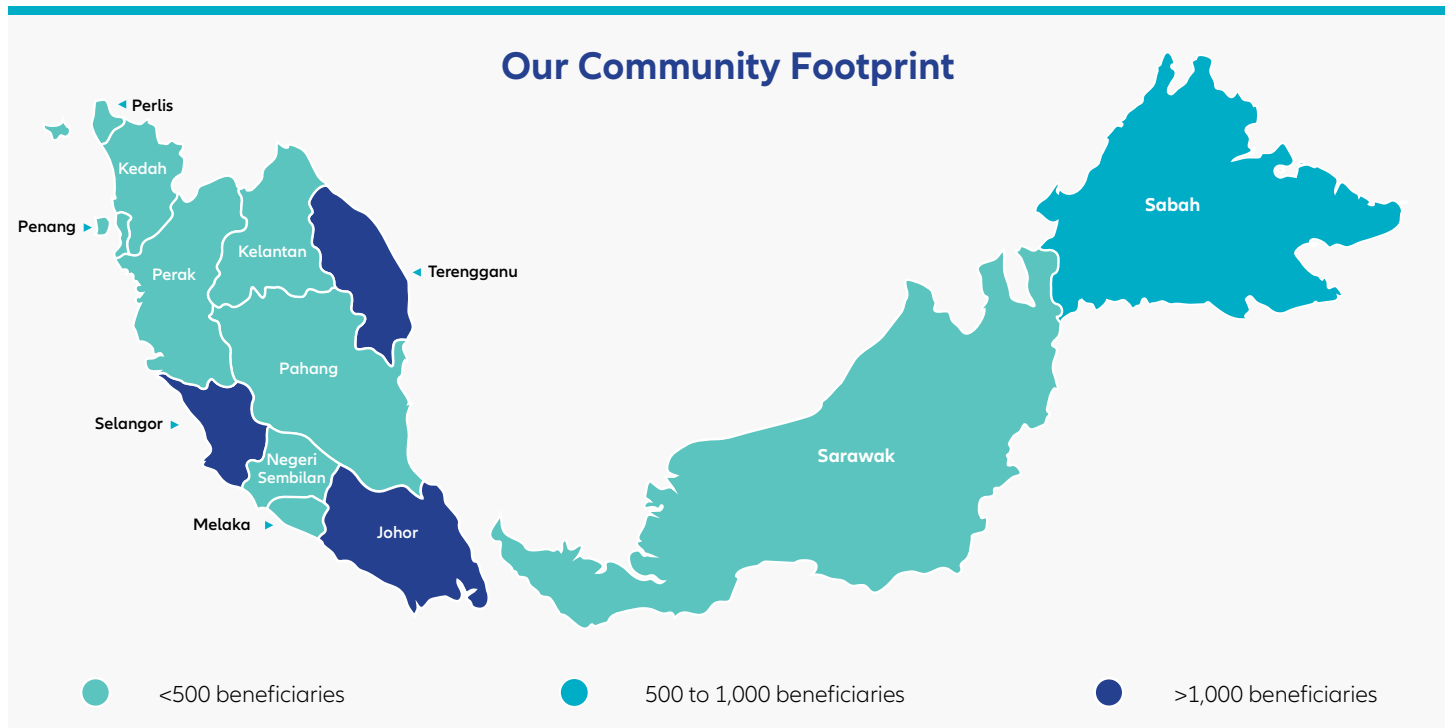 Our Community Footprint
Perlis
Kedah
Penang
Perak
Kelantan
Terengganu
Pahang
Selangor
Negeri
Sembilan
Melaka
Johor
Sabah
Sarawak
<500 beneficiaries
500 to 1,000 beneficiaries
>1,000 beneficiaries